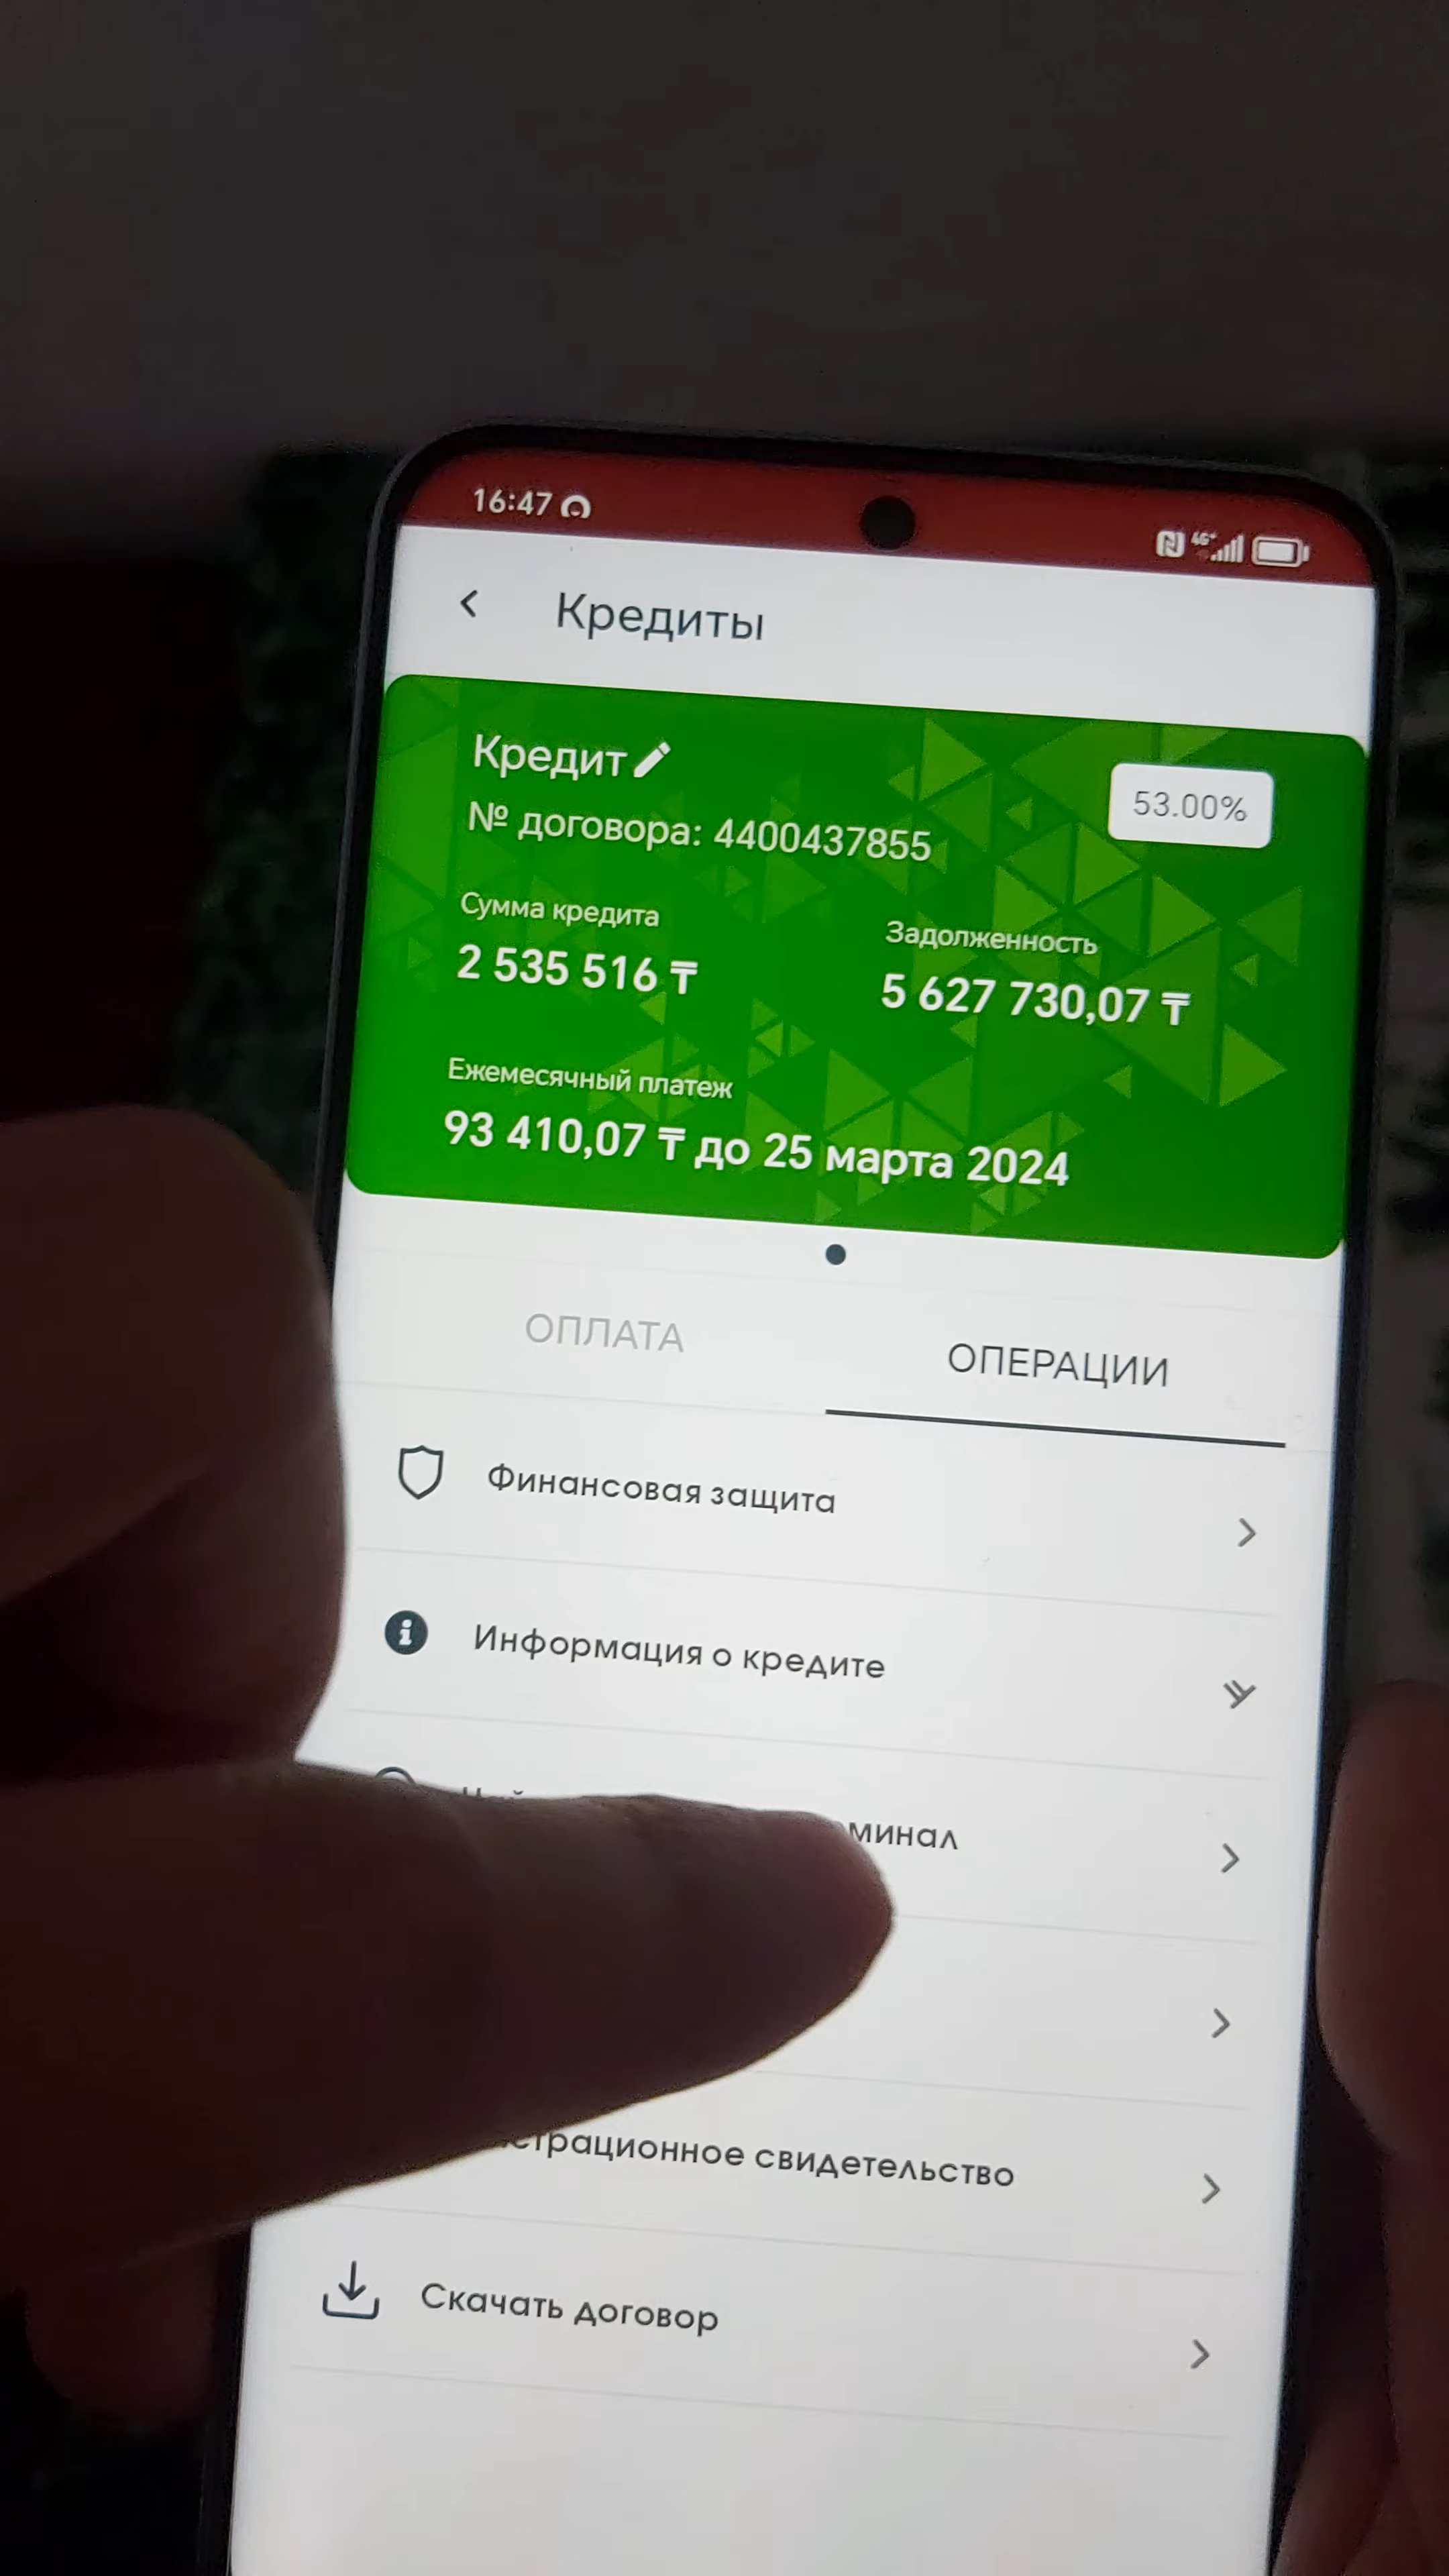 16:47
4G+
Кредиты
Кредит
53.00%
№ договора: 4400437855
Сумма кредита
Задолженность
2 535 516 ₸
5 627 730,07 ₸
Ежемесячный платеж
93 410,07 ₸ до 25 марта 2024
ОПЛАТА
ОПЕРАЦИИ
Финансовая защита
Информация о кредите
минал
страционное свидетельство
Скачать договор